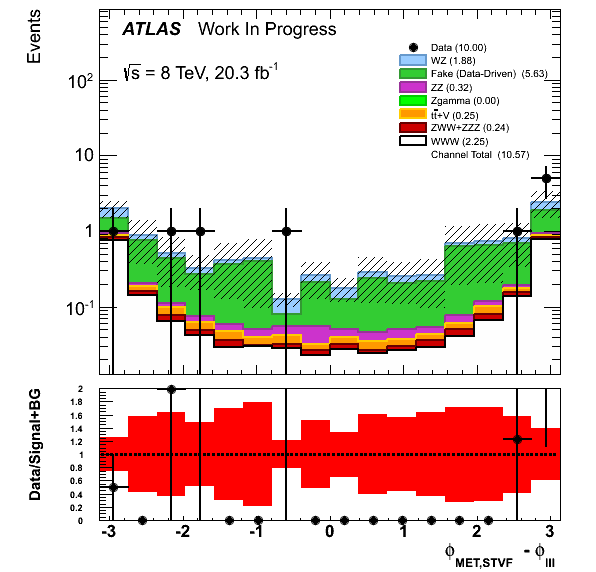 Events
ATLAS Work In Progress
√s = 8 TeV, 20.3 fb⁻¹
Data (10.00)
WZ (1.88)
Fake (Data-Driven) (5.63)
ZZ (0.32)
Zgamma (0.00)
tt̄+V (0.25)
ZWW+ZZZ (0.24)
WWW (2.25)
Channel Total (10.57)
10²
10
1
10⁻¹
Data/Signal+BG
2
1.8
1.6
1.4
1.2
1
0.8
0.6
0.4
0.2
0
-3 -2 -1 0 1 2 3
ϕ_MET,STVF - ϕ_lll